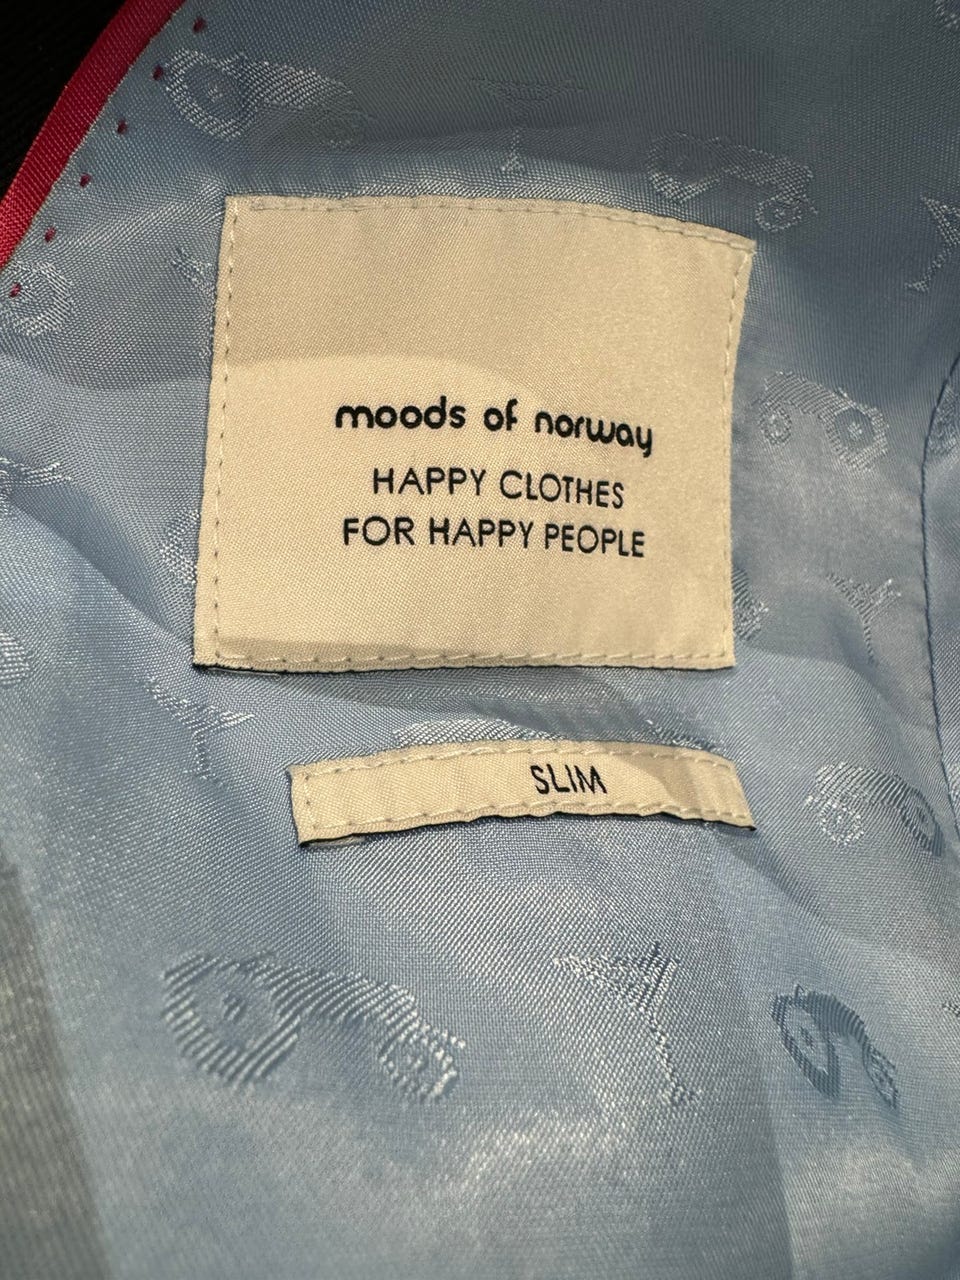 moods of norway
HAPPY CLOTHES
FOR HAPPY PEOPLE
SLIM